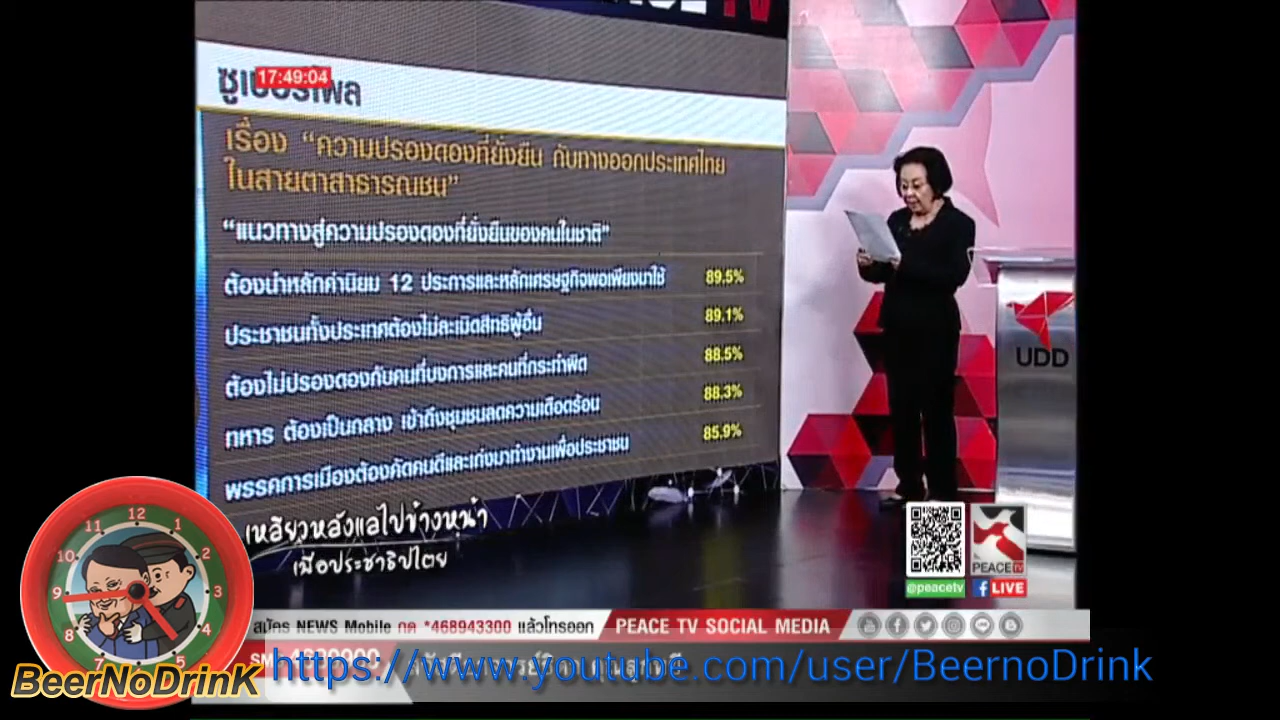 PEACE TV
17:49:04
ซูเปอร์โพล
เรื่อง “ความปรองดองที่ยั่งยืน กับทางออกประเทศไทย
ในสายตาสาธารณชน”
“แนวทางสู่ความปรองดองที่ยั่งยืนของคนในชาติ”
ต้องนำหลักค่านิยม 12 ประการและหลักเศรษฐกิจพอเพียงมาใช้ 89.5%
ประชาชนทั้งประเทศต้องไม่ละเมิดสิทธิผู้อื่น 89.1%
ต้องไม่ปรองดองกับคนที่บงการและคนที่กระทำผิด 88.5%
ทหาร ต้องเป็นกลาง เข้าถึงชุมชนลดความเดือดร้อน 88.3%
พรรคการเมืองต้องคัดคนดีและเก่งมาทำงานเพื่อประชาชน 85.9%
UDD
เหลียวหลังแลไปข้างหน้า
เพื่อประชาธิปไตย
PEACE TV
@peacetv
f LIVE
12
1
2
3
4
7
8
9
10
11
BeerNoDrinK
สมัคร NEWS Mobile กด *468943300 แล้วโทรออก
PEACE TV SOCIAL MEDIA
https://www.youtube.com/user/BeernoDrink